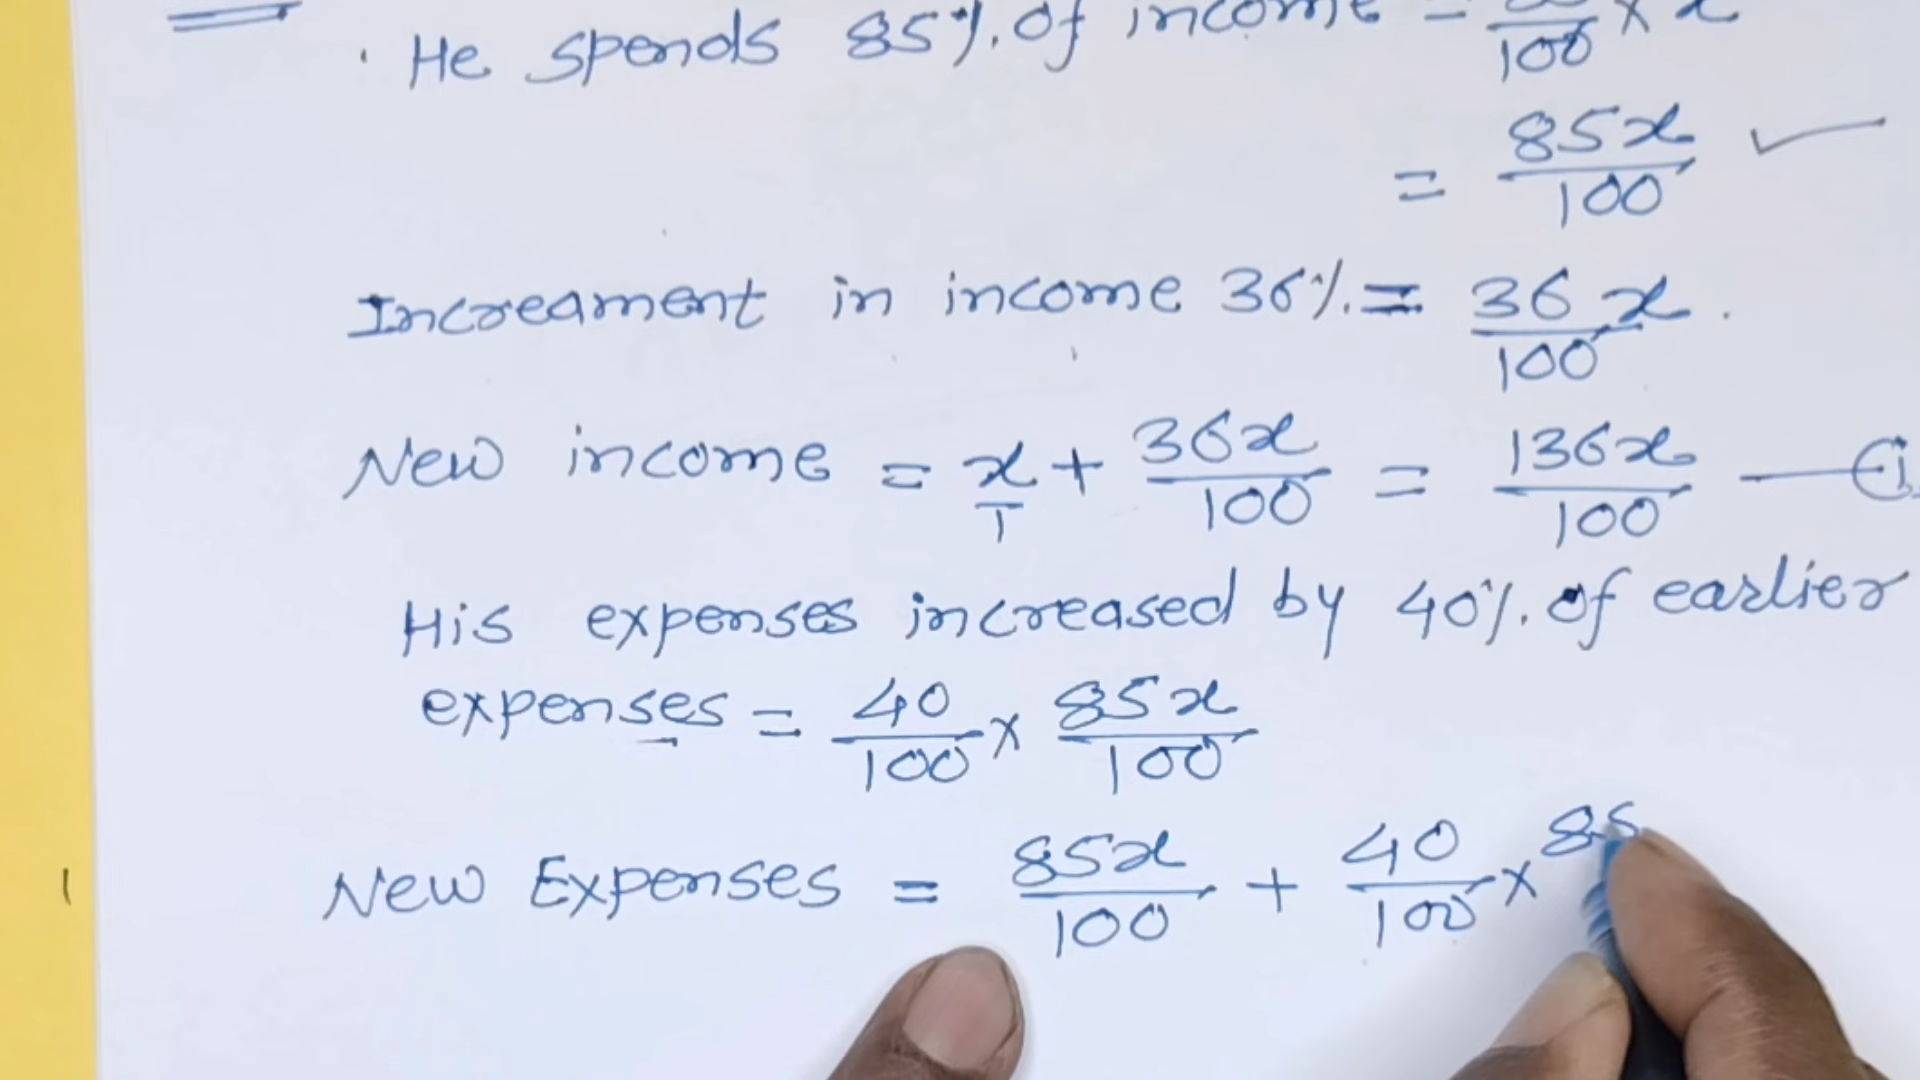 He spends 85%. of income = /100 × x
= 85x/100 ✓
Increament in income 36%. = 36x/100.
New income = x/1 + 36x/100 = 136x/100 — (i
His expenses increased by 40%. of earlier
expenses = 40/100 × 85x/100
New Expenses = 85x/100 + 40/100 × 85